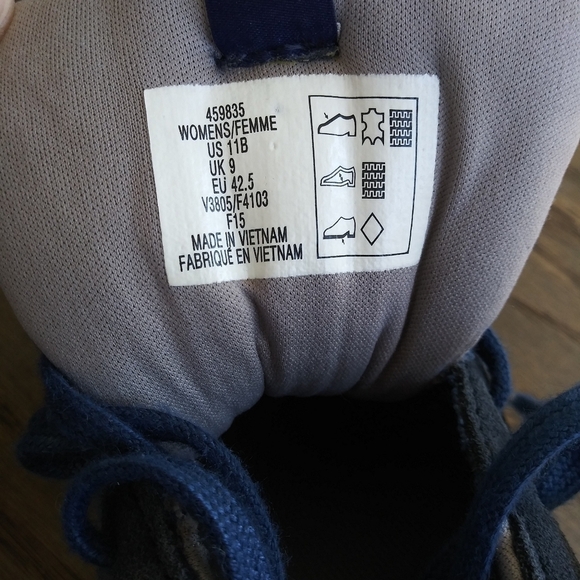 459835
WOMENS/FEMME
US 11B
UK 9
EU 42.5
V3805/F4103
F15
MADE IN VIETNAM
FABRIQUÉ EN VIETNAM